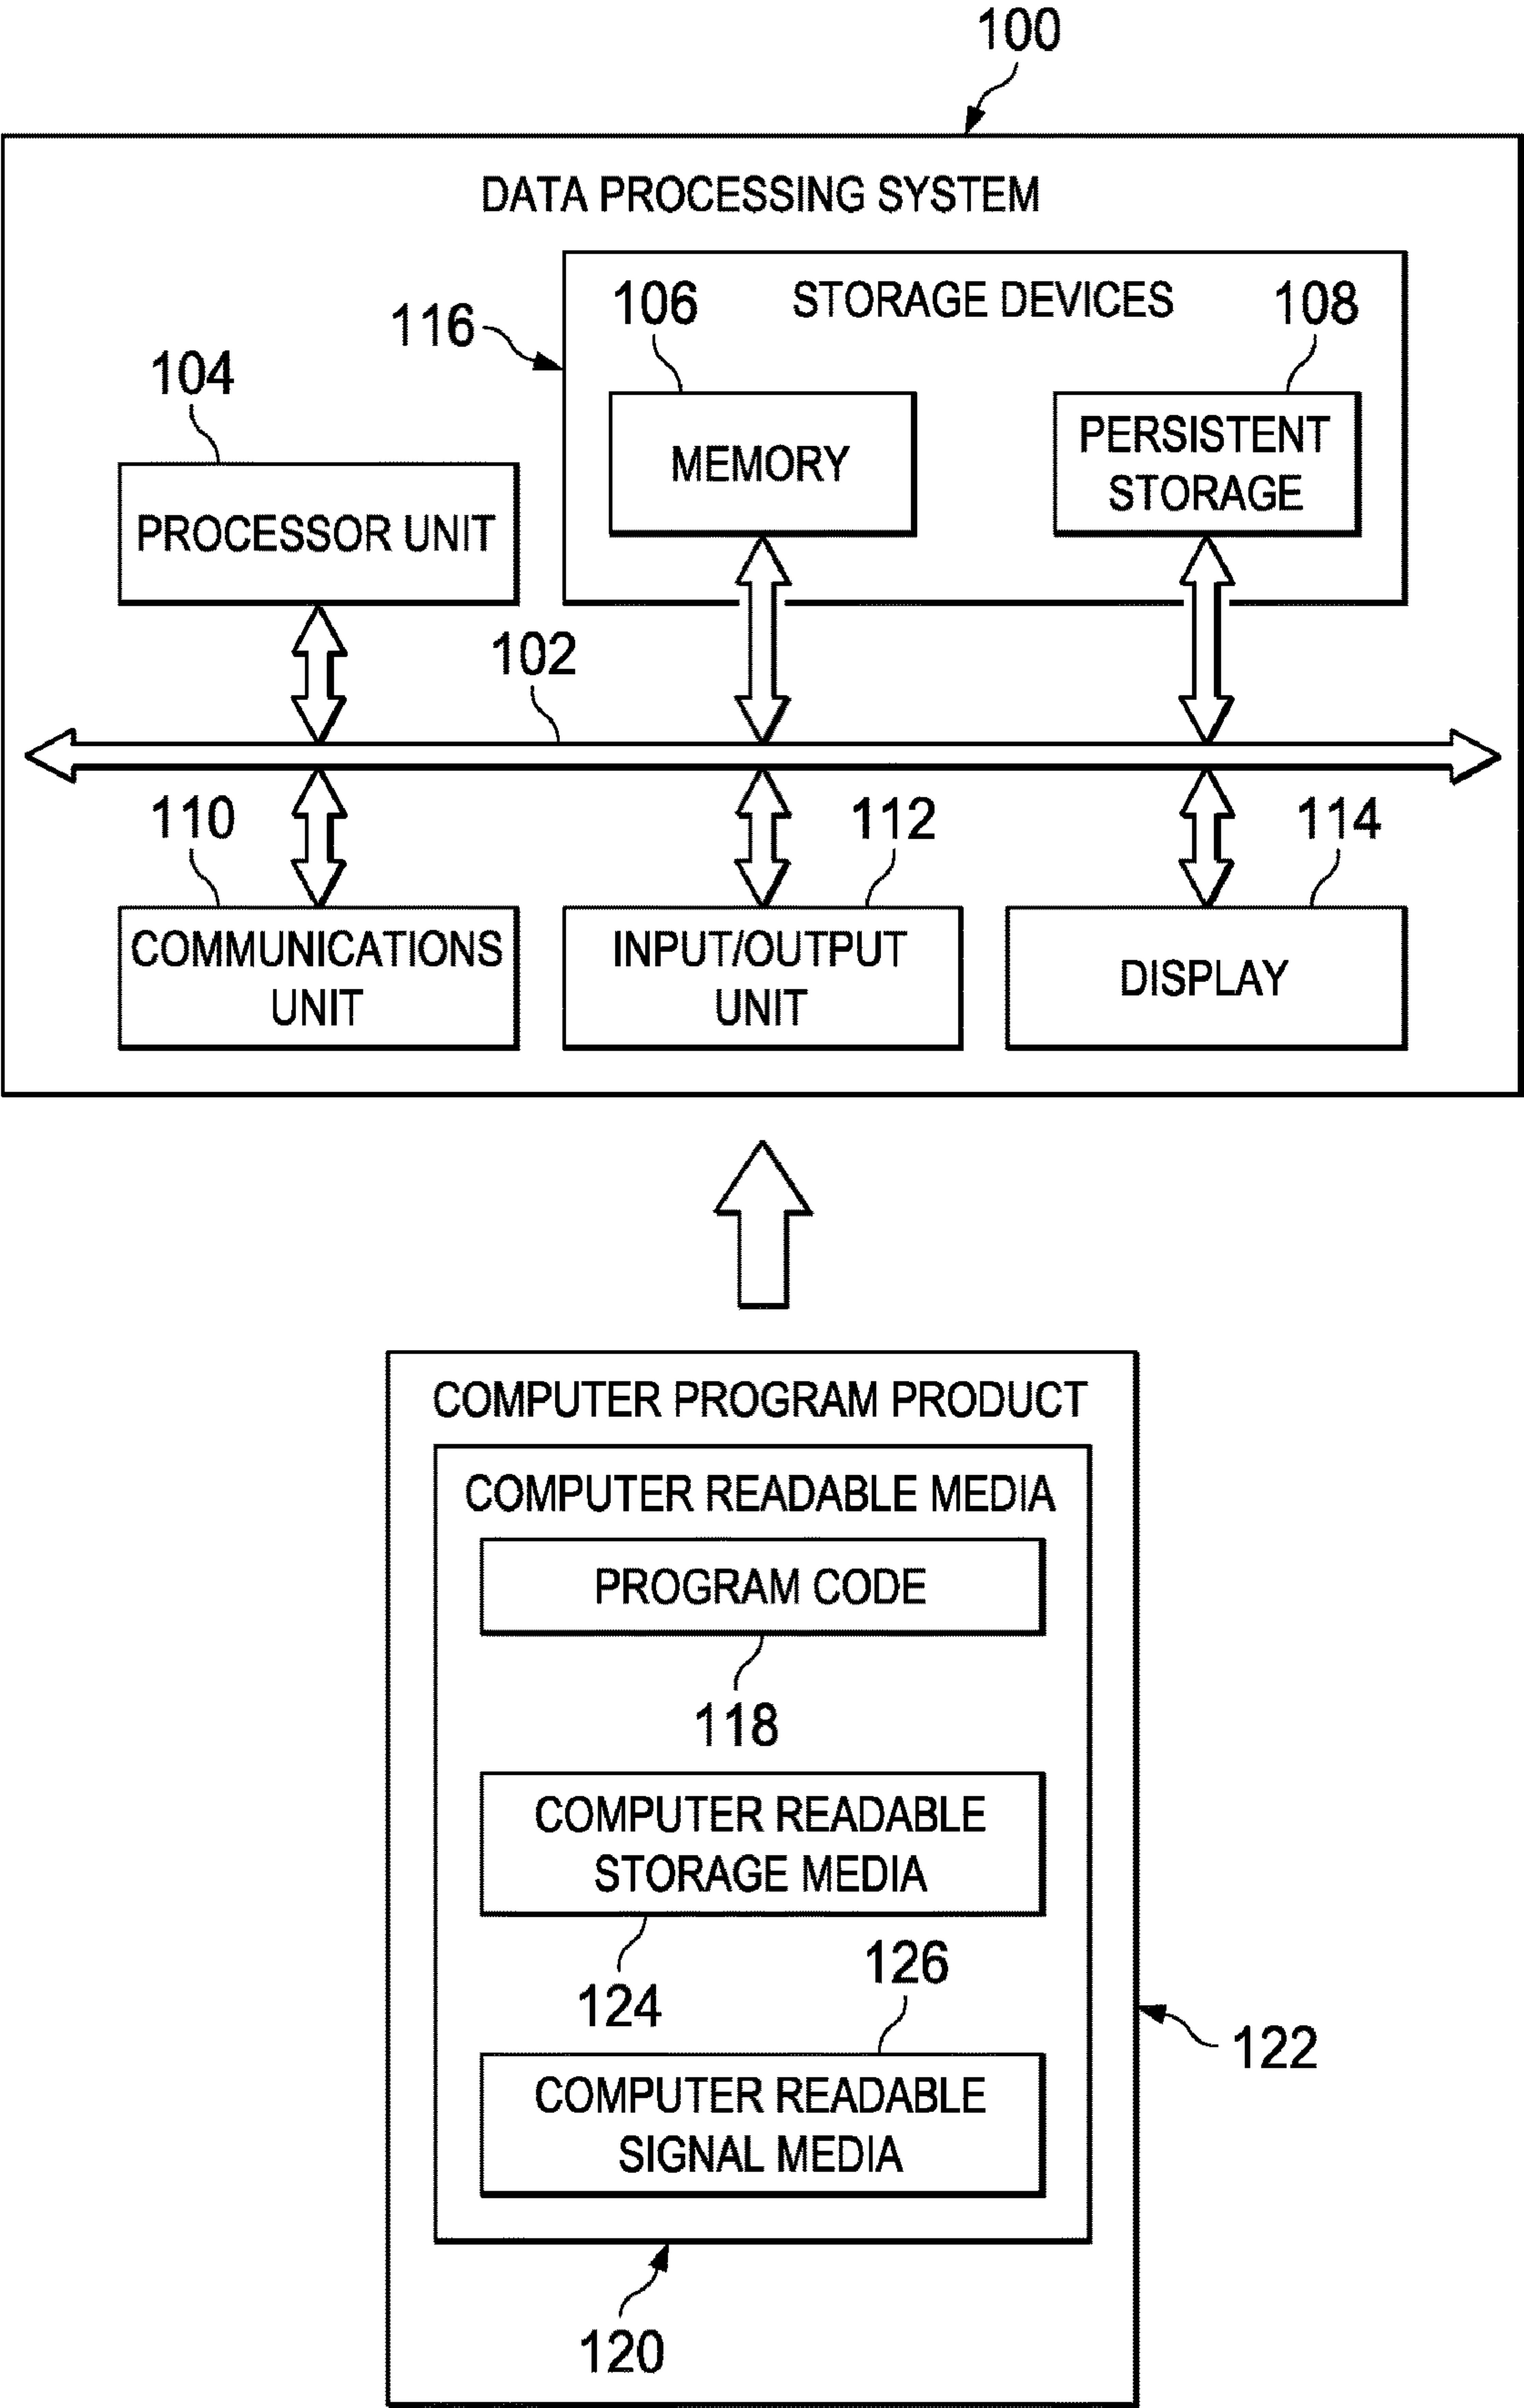 100
DATA PROCESSING SYSTEM
116
106
STORAGE DEVICES
108
104
MEMORY
PERSISTENT
STORAGE
PROCESSOR UNIT
102
110
112
114
COMMUNICATIONS
UNIT
INPUT/OUTPUT
UNIT
DISPLAY
COMPUTER PROGRAM PRODUCT
COMPUTER READABLE MEDIA
PROGRAM CODE
118
COMPUTER READABLE
STORAGE MEDIA
124
126
122
COMPUTER READABLE
SIGNAL MEDIA
120